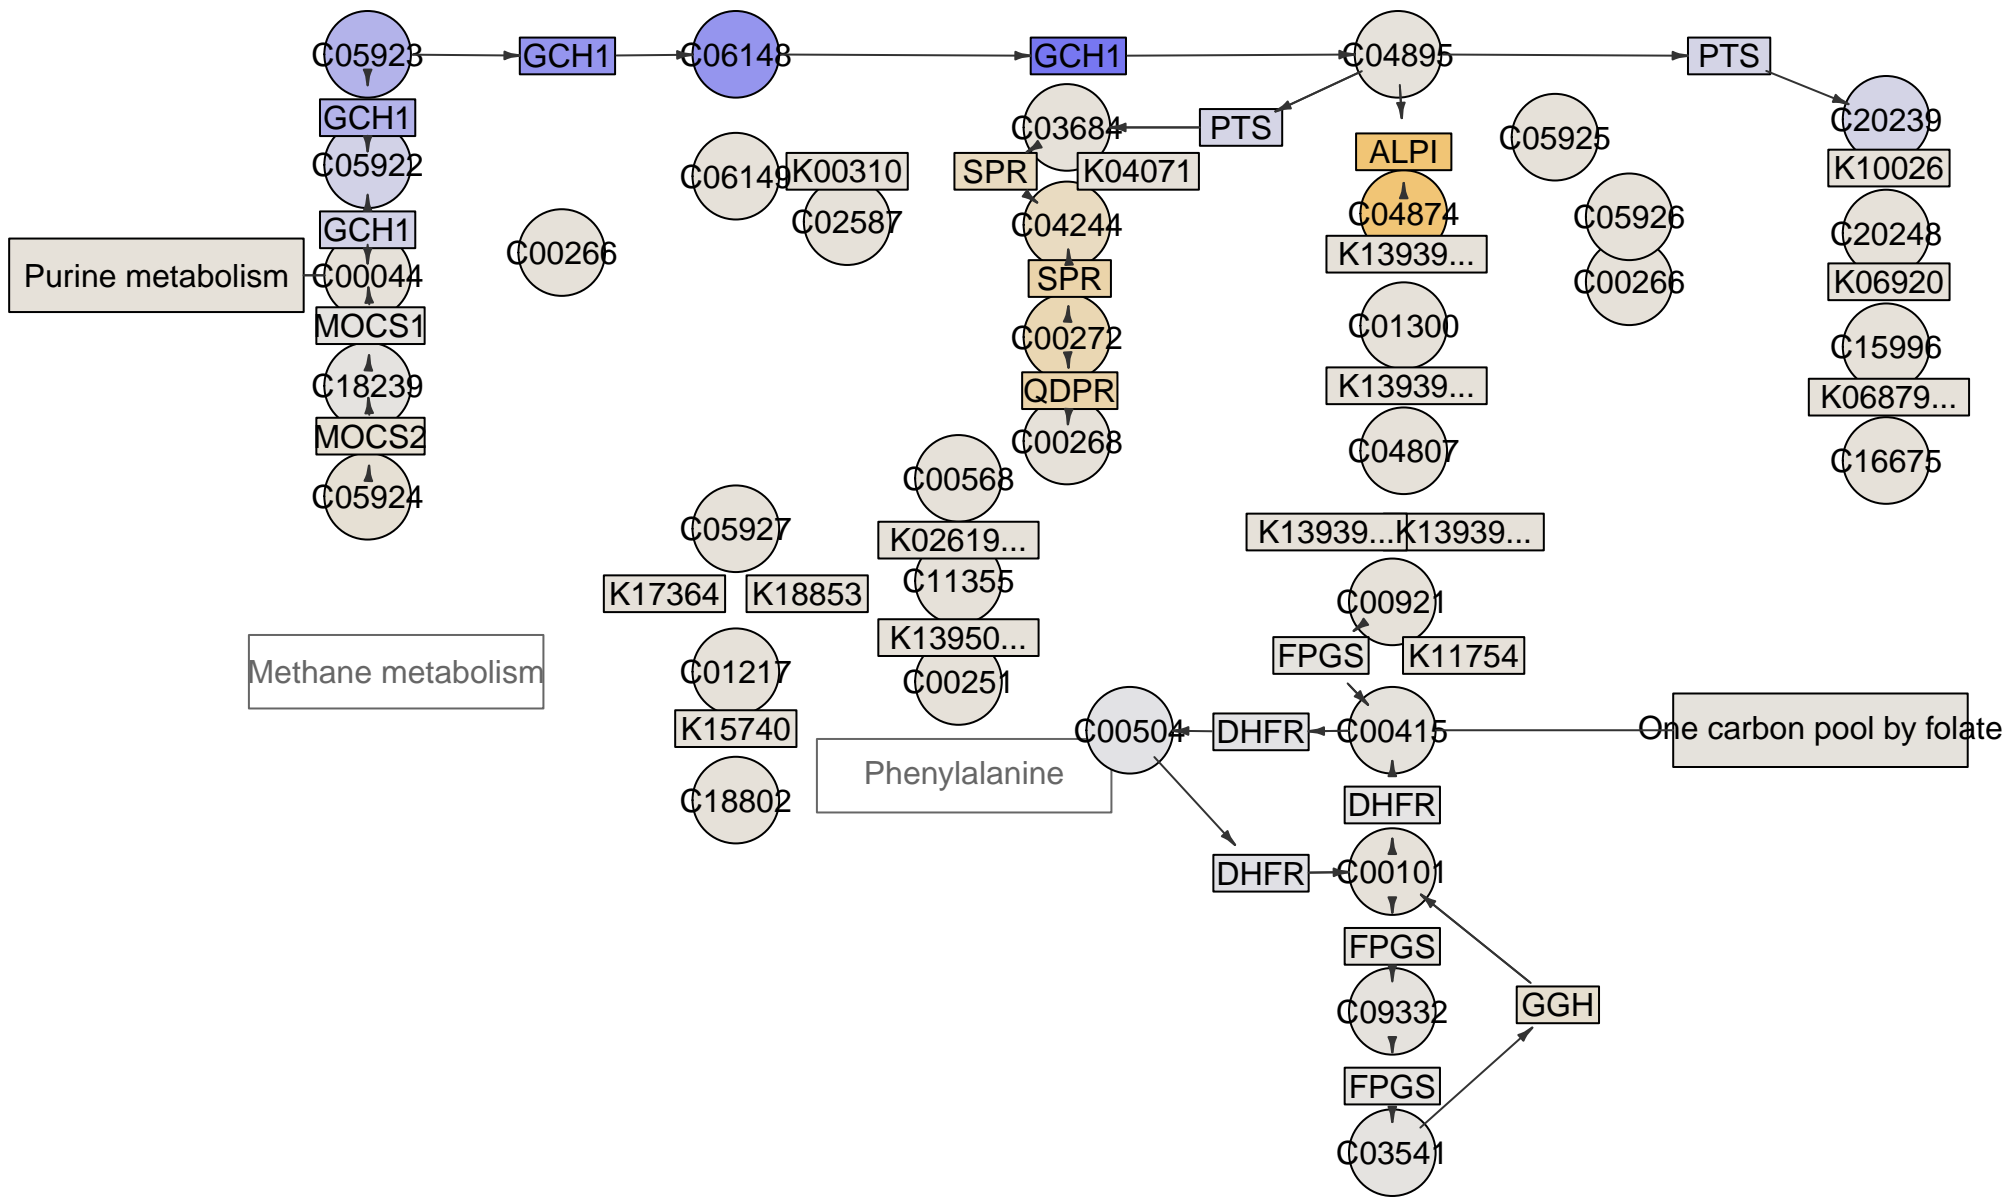 C05923
GCH1
C06148
GCH1
C04895
PTS
GCH1
C03684
PTS
C20239
C05925
ALPI
C05922
C06149
K00310
SPR
K04071
K10026
GCH1
C02587
C04244
C04874
C05926
C20248
C00266
K13939...
Purine metabolism
C00044
SPR
C00266
K06920
MOCS1
C00272
C01300
C15996
C18239
QDPR
K13939...
K06879...
MOCS2
C00268
C04807
C16675
C05924
C00568
C05927
K02619...
K13939...
K13939...
K17364
K18853
C11355
C00921
K13950...
FPGS
K11754
Methane metabolism
C01217
C00251
K15740
C00504
DHFR
C00415
One carbon pool by folate
Phenylalanine
C18802
DHFR
DHFR
C00101
FPGS
C09332
GGH
FPGS
C03541